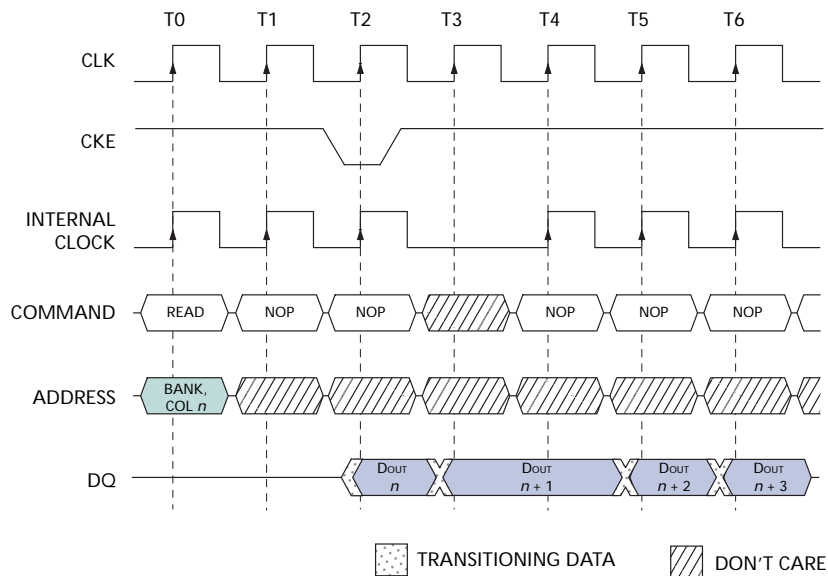 T0 T1 T2 T3 T4 T5 T6
CLK
CKE
INTERNAL
CLOCK
COMMAND READ NOP NOP NOP NOP NOP
ADDRESS BANK,
COL n
DQ DOUT
n
DOUT
n + 1
DOUT
n + 2
DOUT
n + 3
TRANSITIONING DATA DON'T CARE